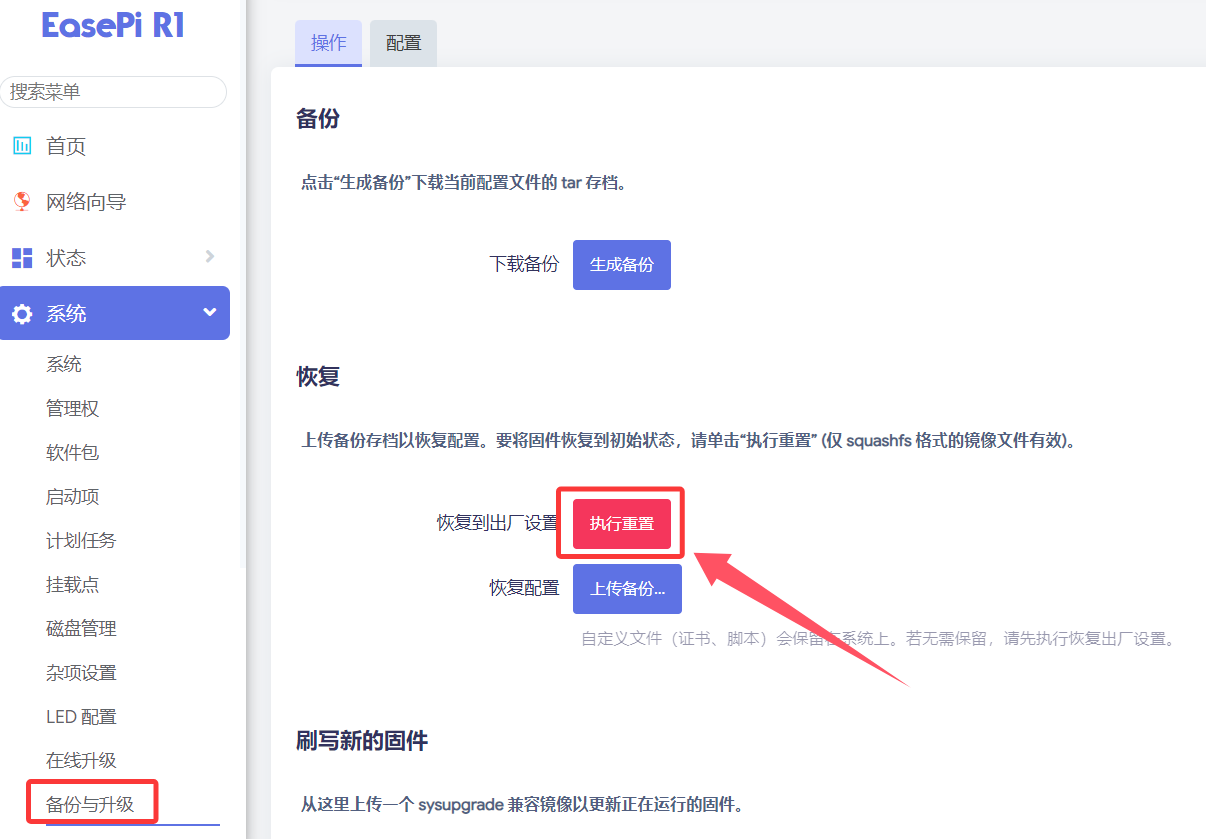 EasePi R1
搜索菜单
首页
网络向导
状态
系统
系统
管理权
软件包
启动项
计划任务
挂载点
磁盘管理
杂项设置
LED 配置
在线升级
备份与升级
操作
配置
备份
点击“生成备份”下载当前配置文件的 tar 存档。
下载备份 生成备份
恢复
上传备份存档以恢复配置。要将固件恢复到初始状态，请单击“执行重置” (仅 squashfs 格式的镜像文件有效)。
恢复到出厂设置 执行重置
恢复配置 上传备份...
自定义文件（证书、脚本）会保留在系统上。若无需保留，请先执行恢复出厂设置。
刷写新的固件
从这里上传一个 sysupgrade 兼容镜像以更新正在运行的固件。